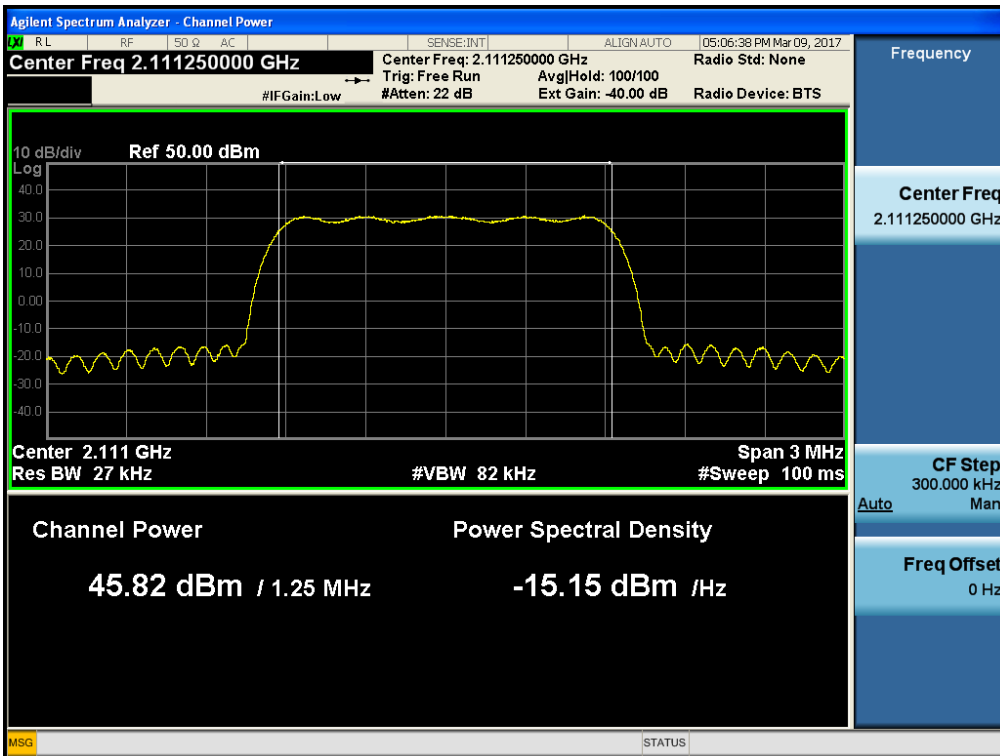 Agilent Spectrum Analyzer - Channel Power
LXI RL RF 50 Ω AC SENSE:INT ALIGN AUTO 05:06:38 PM Mar 09, 2017
Center Freq 2.111250000 GHz
Center Freq: 2.111250000 GHz Radio Std: None
Trig: Free Run Avg|Hold: 100/100
#IFGain:Low #Atten: 22 dB Ext Gain: -40.00 dB Radio Device: BTS
10 dB/div Ref 50.00 dBm
Log
40.0
30.0
20.0
10.0
0.00
-10.0
-20.0
-30.0
-40.0
Center 2.111 GHz Span 3 MHz
Res BW 27 kHz #VBW 82 kHz #Sweep 100 ms
Channel Power Power Spectral Density
45.82 dBm / 1.25 MHz -15.15 dBm /Hz
Frequency
Center Freq
2.111250000 GHz
CF Step
300.000 kHz
Auto Man
Freq Offset
0 Hz
MSG STATUS